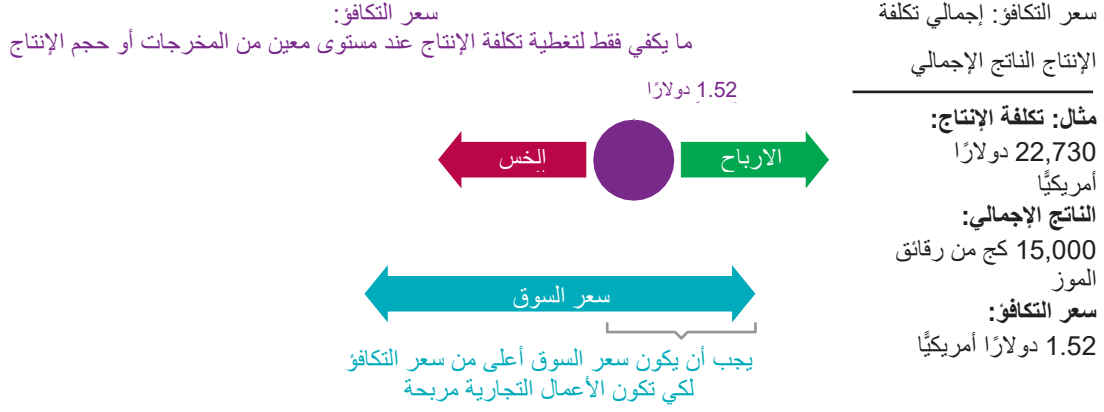 سعر التكافؤ: إجمالي تكلفة
الإنتاج الناتج الإجمالي
مثال: تكلفة الإنتاج:
22,730 دولارًا
أمريكيًّا
الناتج الإجمالي:
15,000 كج من رقائق
الموز
سعر التكافؤ:
1.52 دولارًا أمريكيًّا
سعر التكافؤ:
ما يكفي فقط لتغطية تكلفة الإنتاج عند مستوى معين من المخرجات أو حجم الإنتاج
1.52 دولارًا
الارباح
الخس
سعر السوق
يجب أن يكون سعر السوق أعلى من سعر التكافؤ
لكي تكون الأعمال التجارية مربحة